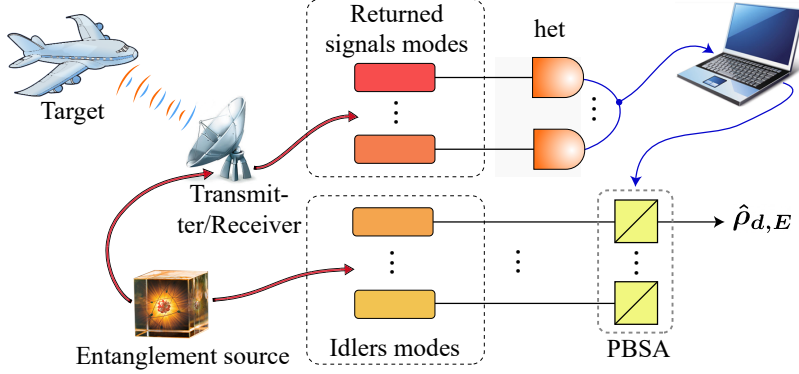 Returned
signals modes
het
Target
Transmit-
ter/Receiver
ρ̂d,E
Entanglement source
Idlers modes
PBSA